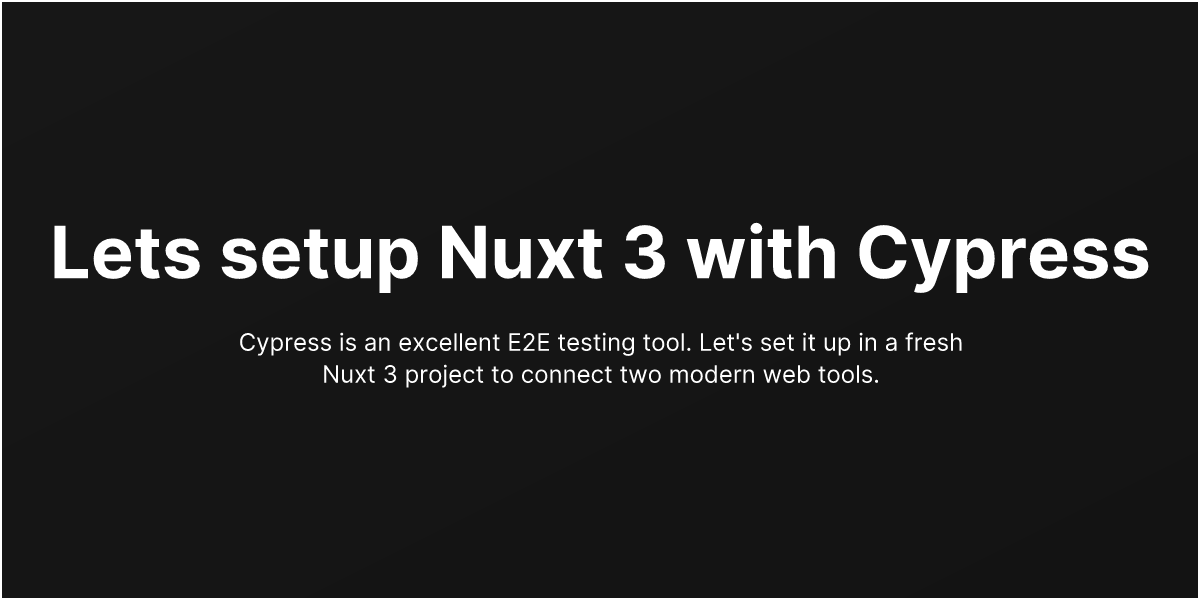 Lets setup Nuxt 3 with Cypress
Cypress is an excellent E2E testing tool. Let's set it up in a fresh
Nuxt 3 project to connect two modern web tools.